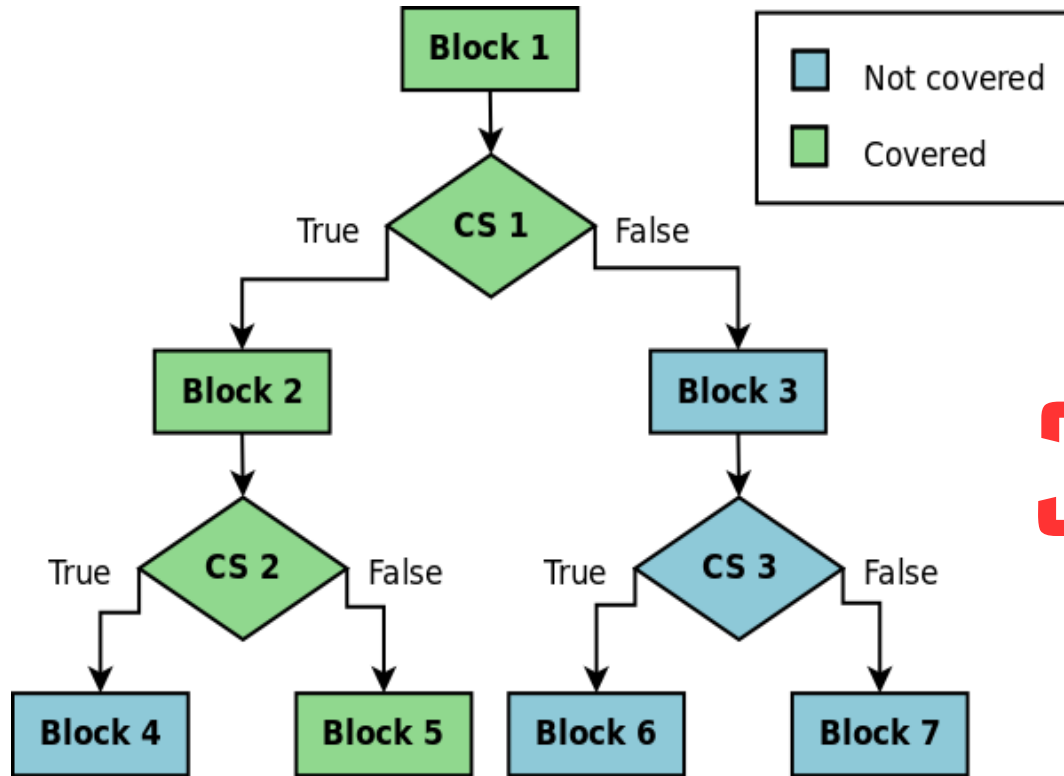 Block 1
Not covered
Covered
CS 1
True
False
Block 2
Block 3
CS 2
True
False
CS 3
True
False
Block 4
Block 5
Block 6
Block 7